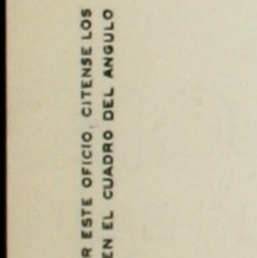 R ESTE OFICIO, CITENSE LOS
EN EL CUADRO DEL ANGULO